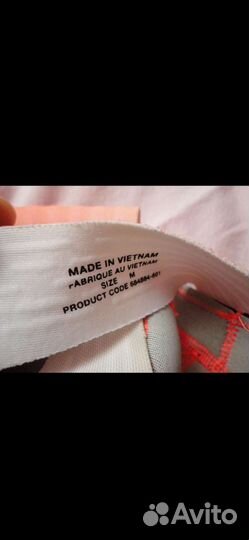 MADE IN VIETNAM
FABRIQUE AU VIETNAM
SIZE M
PRODUCT CODE 684884-601
Avito